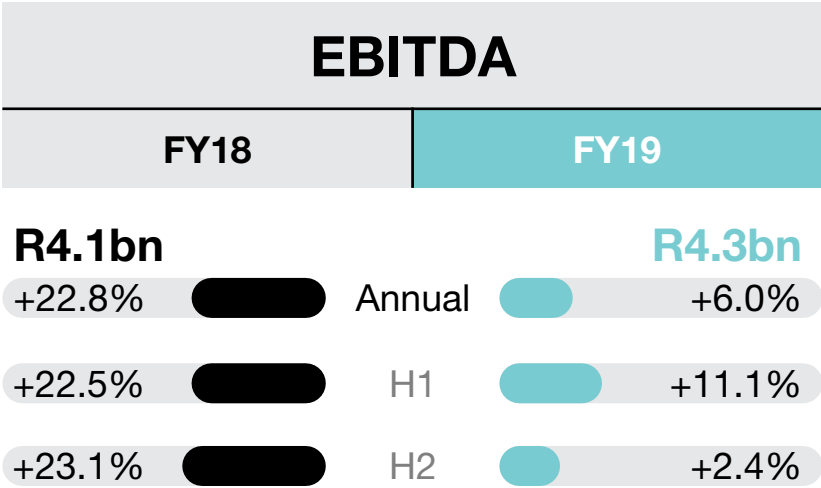 EBITDA
FY18 FY19
R4.1bn R4.3bn
+22.8% Annual +6.0%
+22.5% H1 +11.1%
+23.1% H2 +2.4%